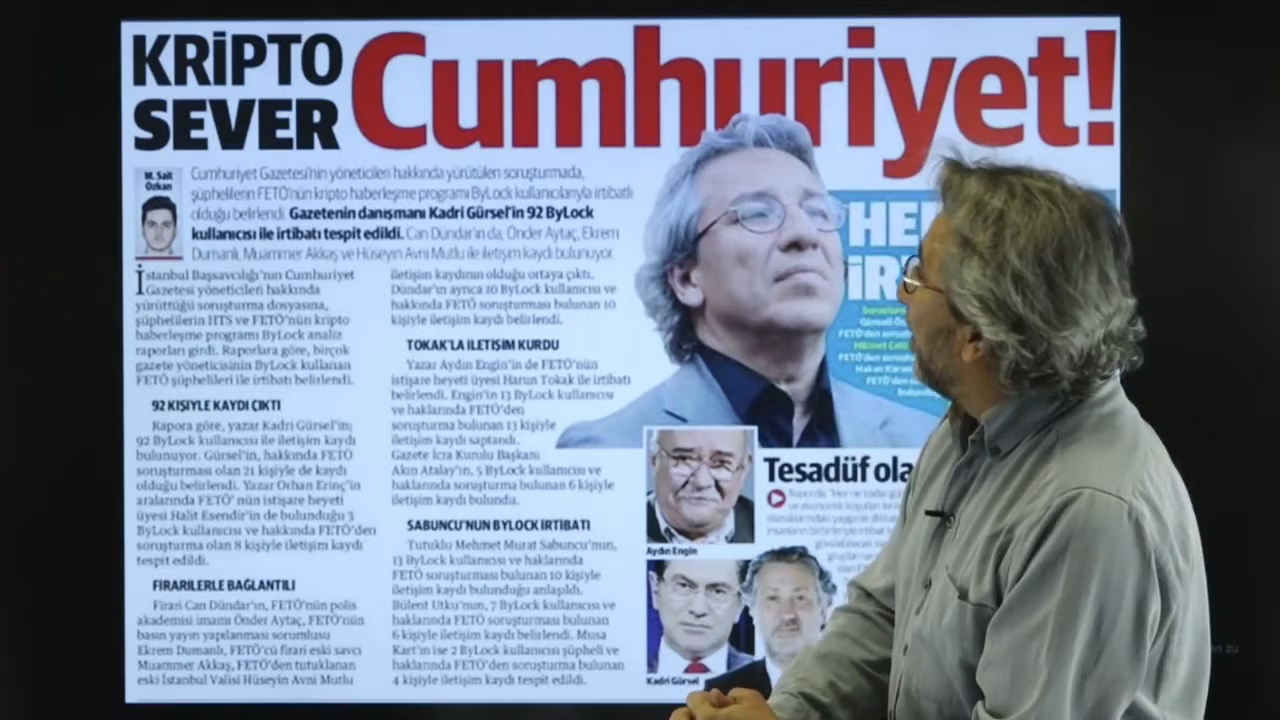 KRİPTO
SEVER
Cumhuriyet!
M. Sait
Özkan
Cumhuriyet Gazetesi'nin yöneticileri hakkında yürütülen soruşturmada,
şüphelilerin FETÖ'nün kripto haberleşme programı ByLock kullanıcılarıyla irtibatlı
olduğu belirlendi. Gazetenin danışmanı Kadri Gürsel'in 92 ByLock
kullanıcısı ile irtibatı tespit edildi. Can Dündar'ın da, Önder Aytaç, Ekrem
Dumanlı, Muammer Akkaş ve Hüseyin Avni Mutlu ile iletişim kaydı bulunuyor.
İstanbul Başsavcılığı'nın Cumhuriyet
Gazetesi yöneticileri hakkında
yürüttüğü soruşturma dosyasına,
şüphelilerin HTS ve FETÖ'nün kripto
haberleşme programı ByLock analiz
raporları girdi. Raporlara göre, birçok
gazete yöneticisinin ByLock kullanan
FETÖ şüphelileri ile irtibatı belirlendi.
92 KİŞİYLE KAYDI ÇIKTI
Rapora göre, yazar Kadri Gürsel'in;
92 ByLock kullanıcısı ile iletişim kaydı
bulunuyor. Gürsel'in, hakkında FETÖ
soruşturması olan 21 kişiyle de kaydı
olduğu belirlendi. Yazar Orhan Erinç'in
aralarında FETÖ' nün istişare heyeti
üyesi Halit Esendir'in de bulunduğu 3
ByLock kullanıcısı ve hakkında FETÖ'den
soruşturma olan 8 kişiyle iletişim kaydı
tespit edildi.
FİRARİLERLE BAĞLANTILI
Firari Can Dündar'ın, FETÖ'nün polis
akademisi imamı Önder Aytaç, FETÖ'nün
basın yayın yapılanması sorumlusu
Ekrem Dumanlı, FETÖ'cü firari eski savcı
Muammer Akkaş, FETÖ'den tutuklanan
eski İstanbul Valisi Hüseyin Avni Mutlu
iletişim kaydının olduğu ortaya çıktı.
Dündar'ın ayrıca 10 ByLock kullanıcısı ve
hakkında FETÖ soruşturması bulunan 10
kişiyle iletişim kaydı belirlendi.
TOKAK'LA İLETİŞİM KURDU
Yazar Aydın Engin'in de FETÖ'nün
istişare heyeti üyesi Harun Tokak ile irtibatı
belirlendi. Engin'in 13 ByLock kullanıcısı
ve haklarında FETÖ'den
soruşturma bulunan 13 kişiyle
iletişim kaydı saptandı.
Gazete İcra Kurulu Başkanı
Akın Atalay'ın, 5 ByLock kullanıcısı ve
haklarında soruşturma bulunan 6 kişiyle
iletişim kaydı bulundu.
SABUNCU'NUN BYLOCK İRTİBATI
Tutuklu Mehmet Murat Sabuncu'nun,
13 ByLock kullanıcısı ve haklarında
FETÖ soruşturması bulunan 10 kişiyle
iletişim kaydı bulunduğu anlaşıldı.
Bülent Utku'nun, 7 ByLock kullanıcısı ve
haklarında FETÖ soruşturması bulunan
6 kişiyle iletişim kaydı belirlendi. Musa
Kart'ın ise 2 ByLock kullanıcısı şüpheli ve
haklarında FETÖ'den soruşturma bulunan
4 kişiyle iletişim kaydı tespit edildi.
HE
Hikmet
Hakan
Aydın Engin
Kadri Gürsel
Tesadüf ola
Raporda, "Her ne kadar